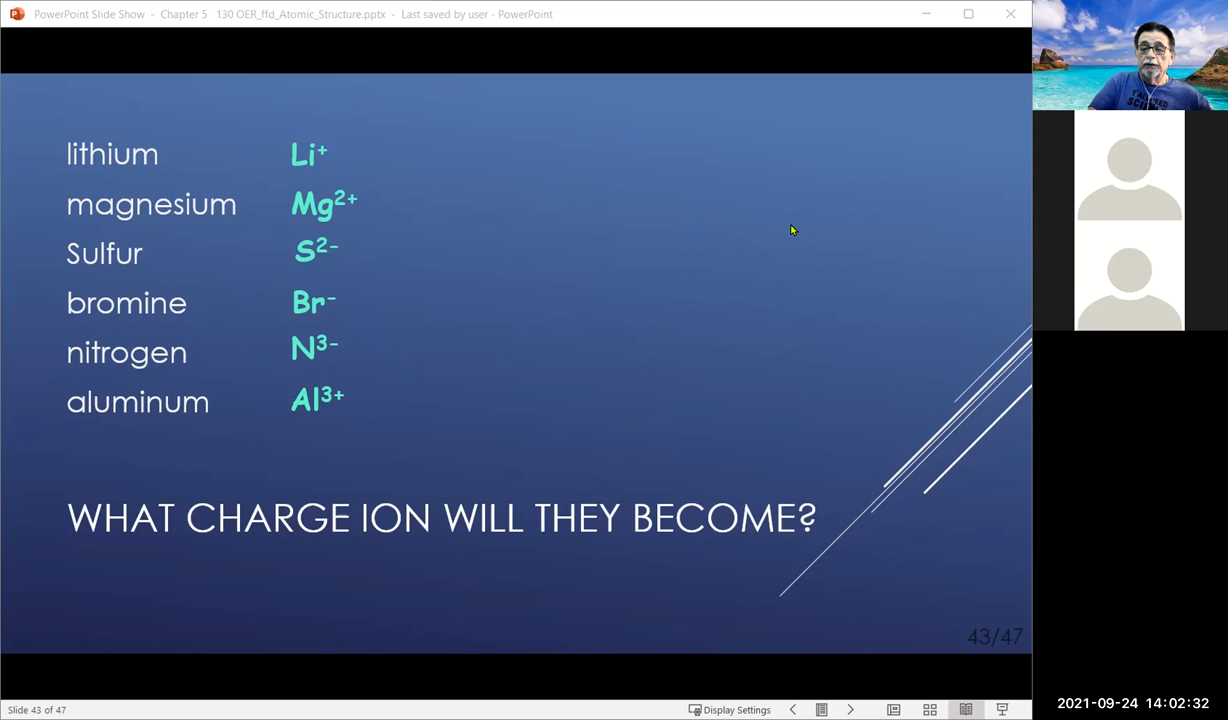 PowerPoint Slide Show - Chapter 5 130 OER_ffd_Atomic_Structure.pptx - Last saved by user - PowerPoint
lithium Li⁺
magnesium Mg²⁺
Sulfur S²⁻
bromine Br⁻
nitrogen N³⁻
aluminum Al³⁺
WHAT CHARGE ION WILL THEY BECOME?
43/47
Slide 43 of 47
Display Settings
2021-09-24 14:02:32